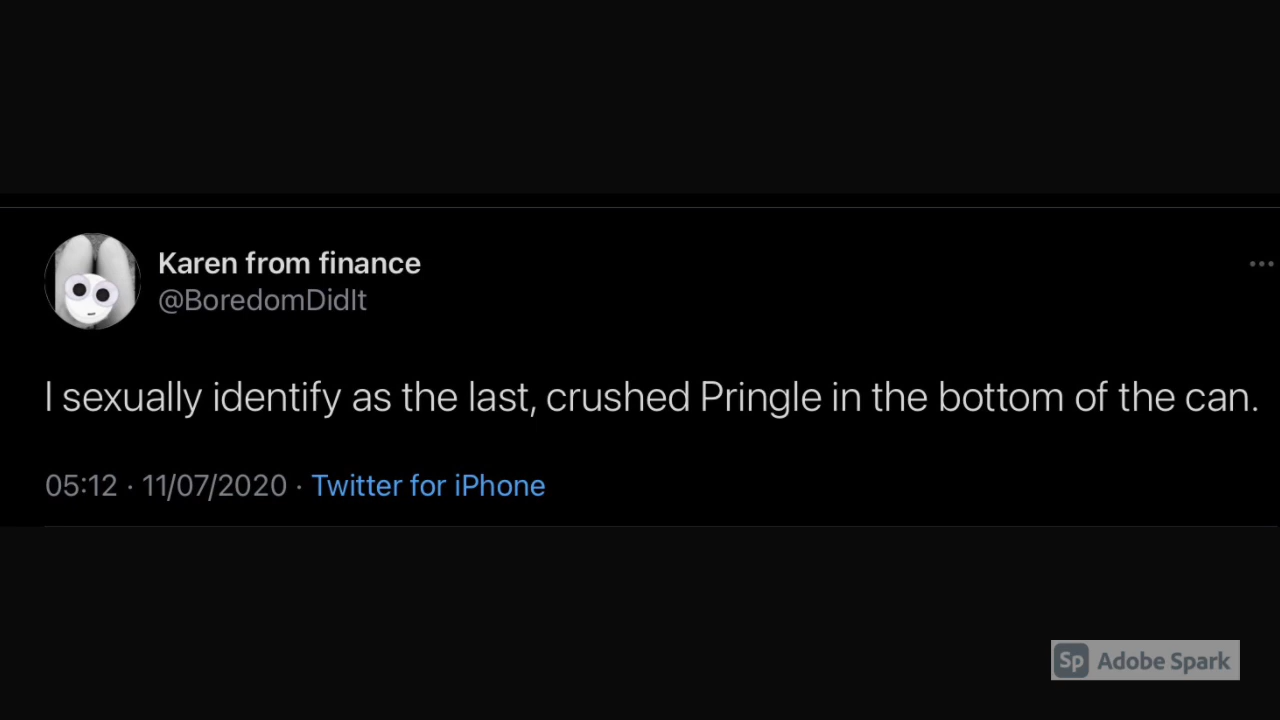 Karen from finance
@BoredomDidIt
I sexually identify as the last, crushed Pringle in the bottom of the can.
05:12 · 11/07/2020 · Twitter for iPhone
Sp Adobe Spark